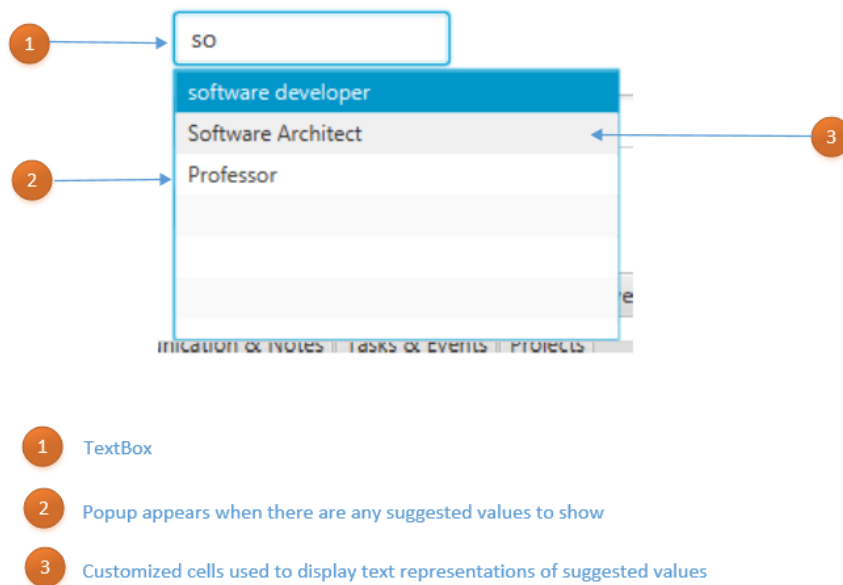 1
so
software developer
Software Architect
3
2
Professor
ve
nication & Notes Tasks & Events Projects
1 TextBox
2 Popup appears when there are any suggested values to show
3 Customized cells used to display text representations of suggested values